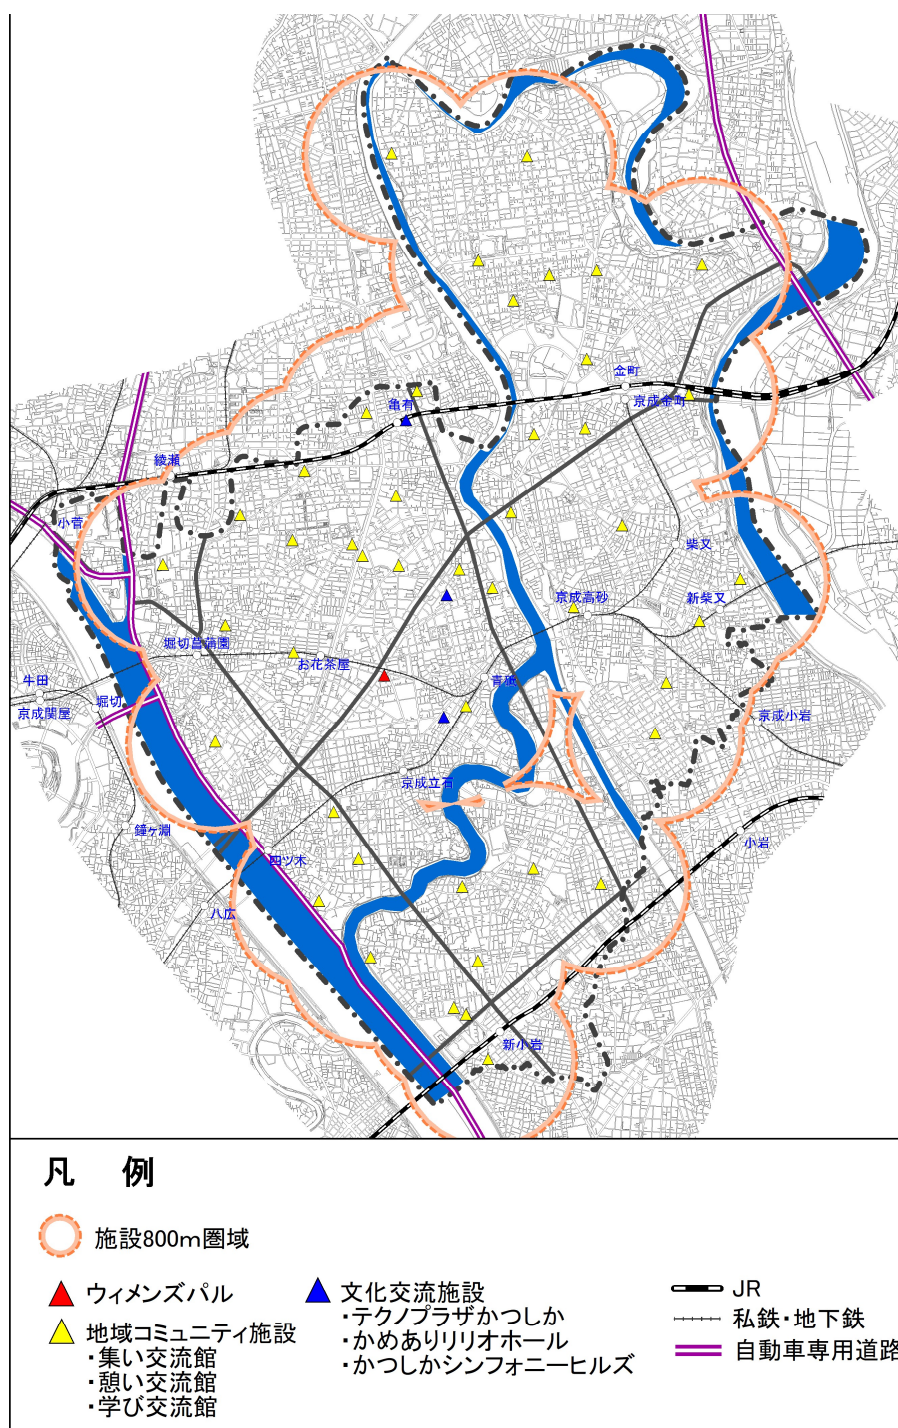 金町
京成金町
亀有
綾瀬
小菅
柴又
新柴又
京成高砂
堀切菖蒲園
お花茶屋
青砥
牛田
京成関屋
堀切
京成小岩
京成立石
鐘ヶ淵
四ツ木
小岩
八広
新小岩
凡 例
施設800m圏域
ウィメンズパル
地域コミュニティ施設
・集い交流館
・憩い交流館
・学び交流館
文化交流施設
・テクノプラザかつしか
・かめありリリオホール
・かつしかシンフォニーヒルズ
JR
私鉄・地下鉄
自動車専用道路